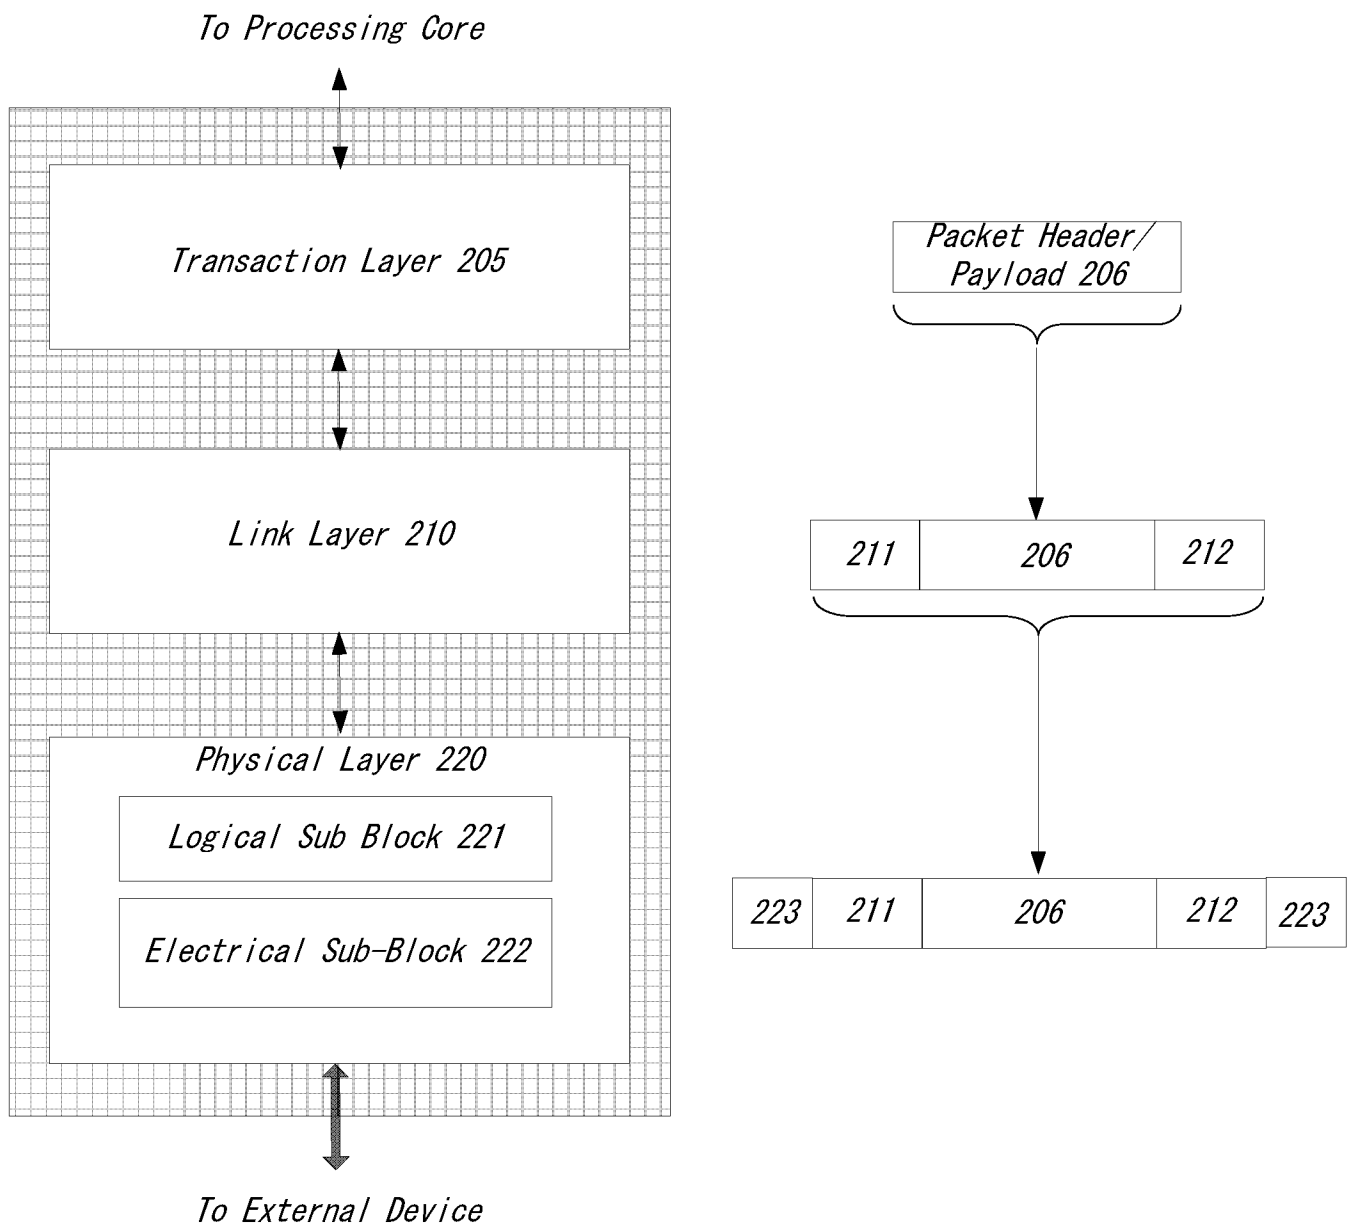 To Processing Core
Transaction Layer 205
Link Layer 210
Physical Layer 220
Logical Sub Block 221
Electrical Sub-Block 222
To External Device
Packet Header/
Payload 206
211 206 212
223 211 206 212 223